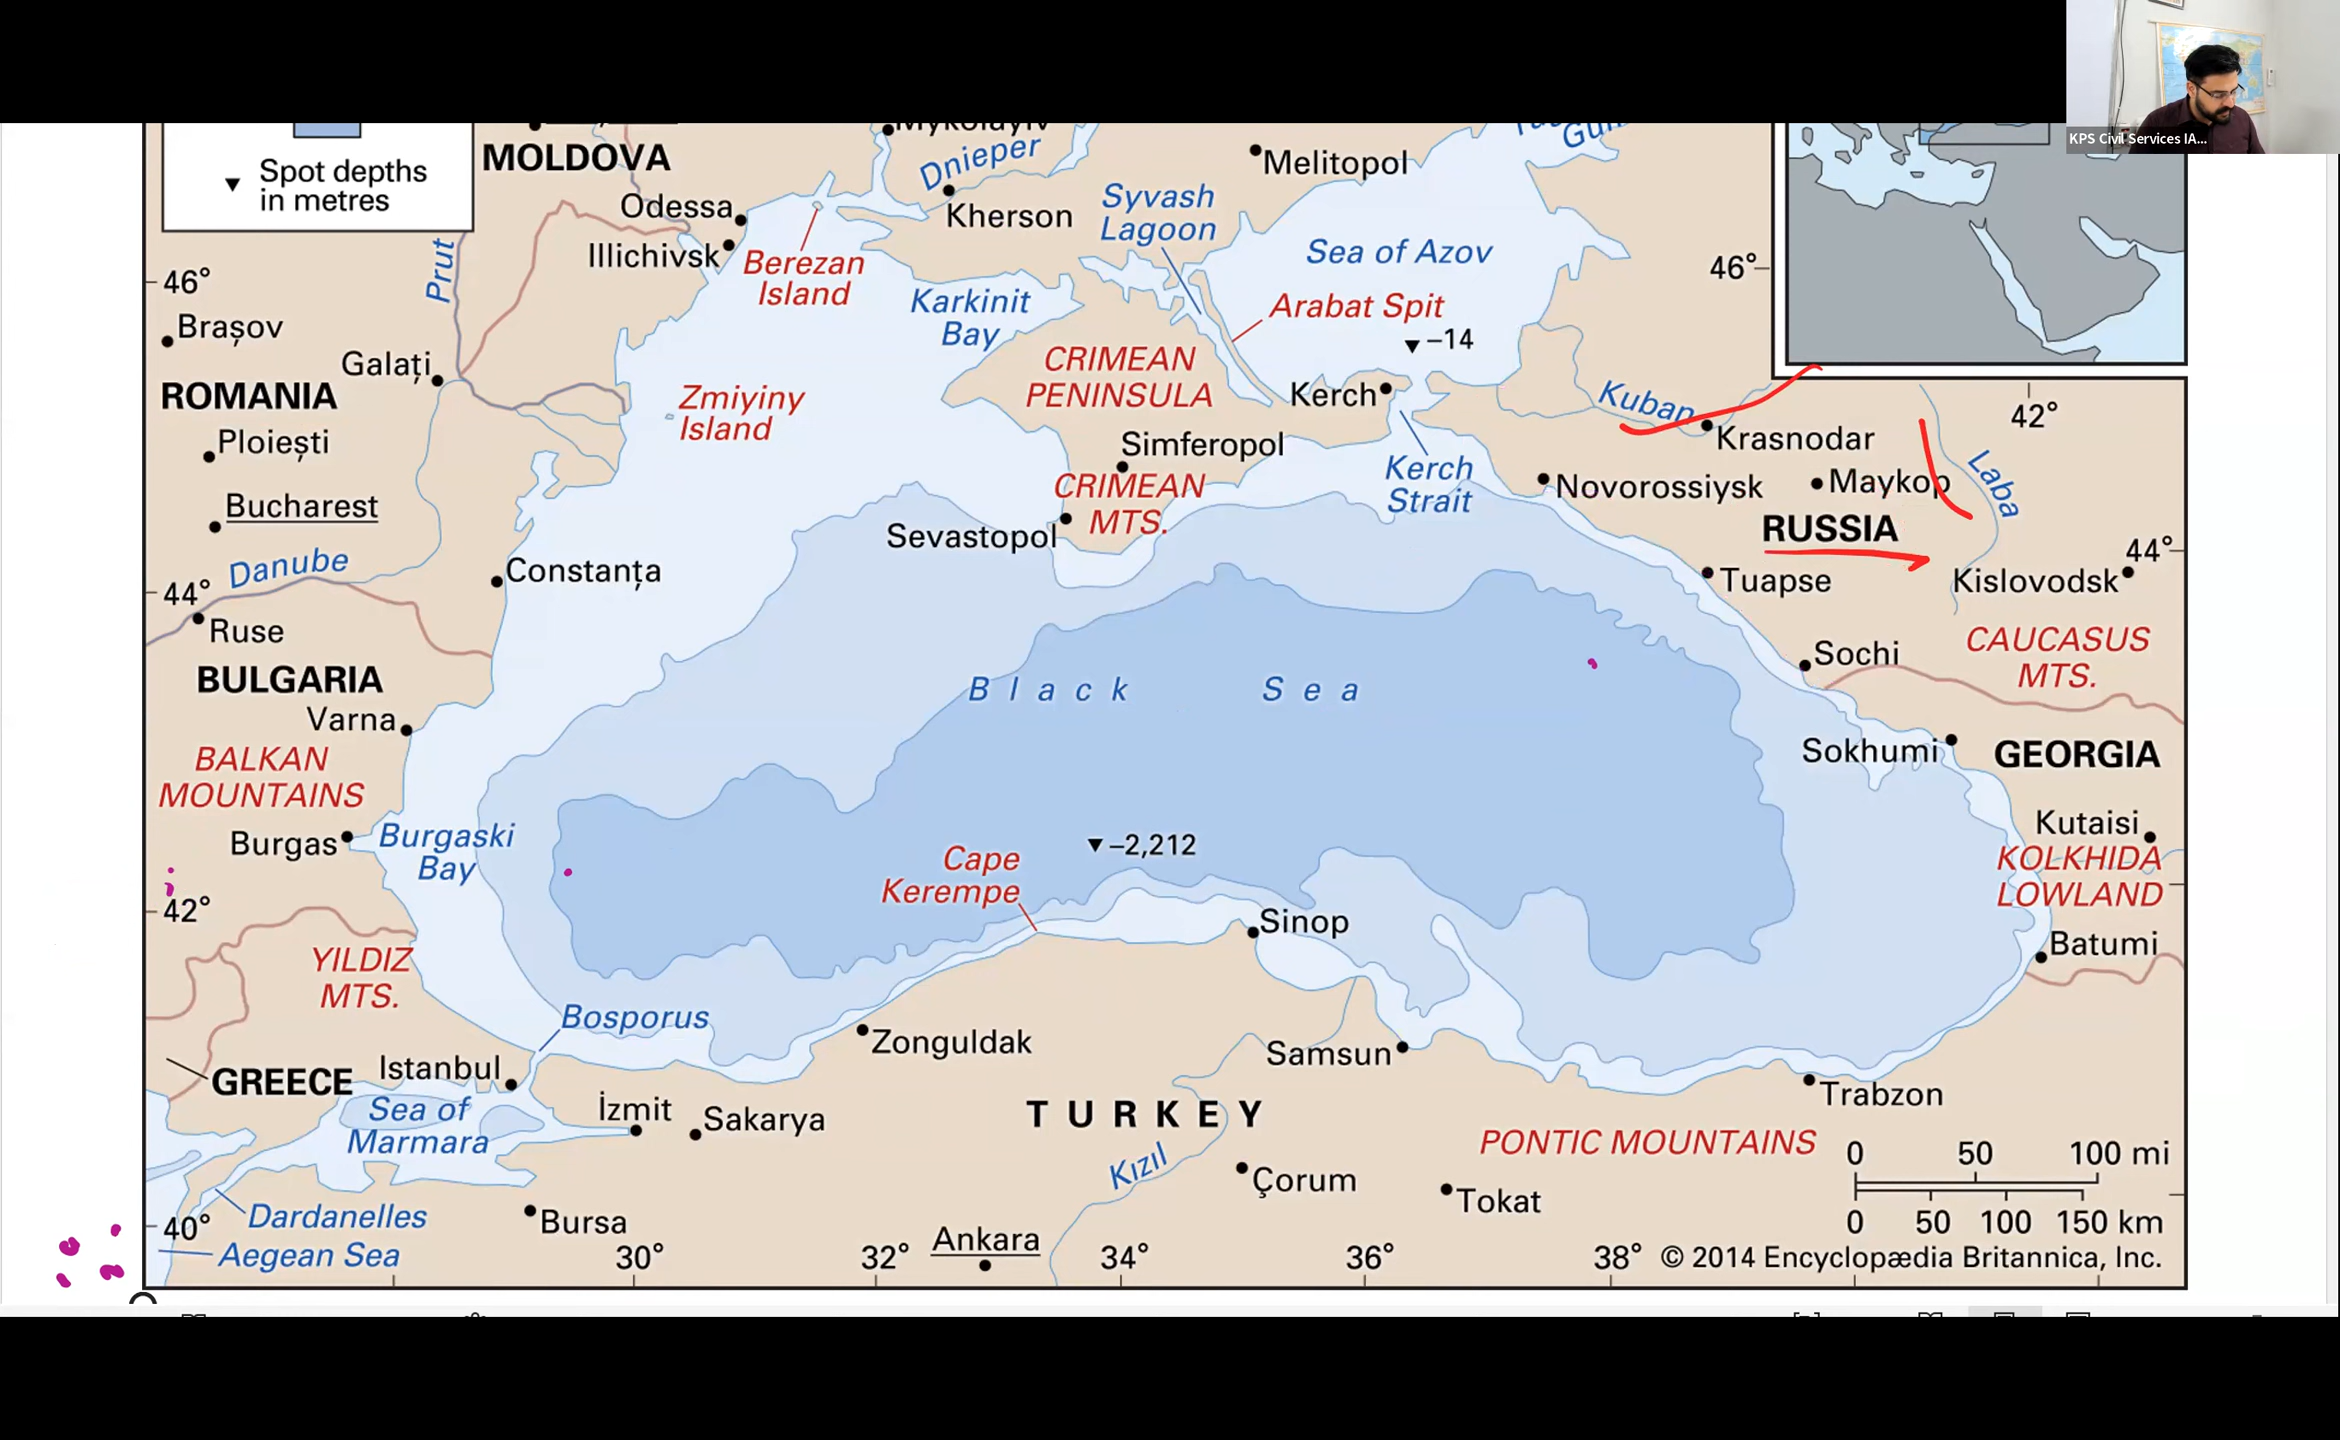 KPS Civil Services IA...
Spot depths
in metres
MOLDOVA
Mykolayiv
Dnieper
Melitopol
Odessa
Kherson
Syvash
Lagoon
Illichivsk
Berezan
Island
Sea of Azov
Prut
46°
46°
Karkinit
Bay
Arabat Spit
Brașov
–14
Galați
CRIMEAN
PENINSULA
Kerch
Kuban
42°
ROMANIA
Zmiyiny
Island
Krasnodar
Ploiești
Simferopol
Kerch
Strait
Novorossiysk
Maykop
Laba
Bucharest
CRIMEAN
MTS.
RUSSIA
Sevastopol
44°
Danube
Constanța
Tuapse
Kislovodsk
44°
Ruse
Sochi
CAUCASUS
MTS.
BULGARIA
Black Sea
Varna
Sokhumi
GEORGIA
BALKAN
MOUNTAINS
Burgas
Burgaski
Bay
–2,212
Kutaisi
Cape
Kerempe
KOLKHIDA
LOWLAND
42°
Sinop
Batumi
YILDIZ
MTS.
Bosporus
Zonguldak
Samsun
GREECE
Istanbul
Trabzon
Sea of
Marmara
İzmit
Sakarya
TURKEY
PONTIC MOUNTAINS
0 50 100 mi
Kızıl
Çorum
Tokat
Dardanelles
Bursa
0 50 100 150 km
40°
Aegean Sea
Ankara
30°
32°
34°
36°
38°
© 2014 Encyclopædia Britannica, Inc.